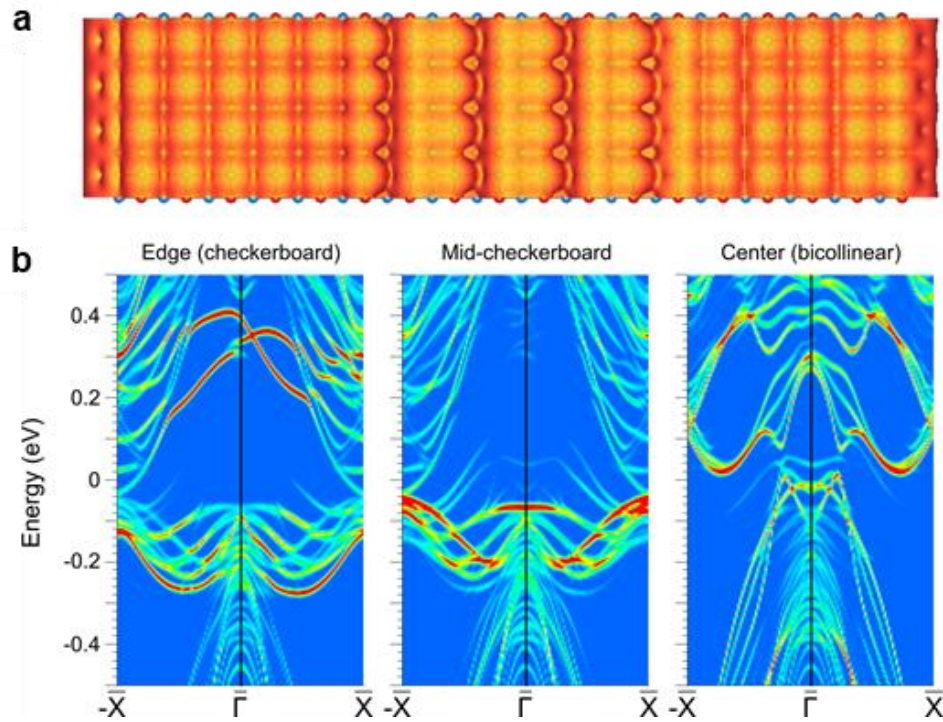 a
b
Edge (checkerboard) Mid-checkerboard Center (bicollinear)
Energy (eV)
0.4
0.2
0
-0.2
-0.4
-X̅ Γ̅ X̅ -X̅ Γ̅ X̅ -X̅ Γ̅ X̅